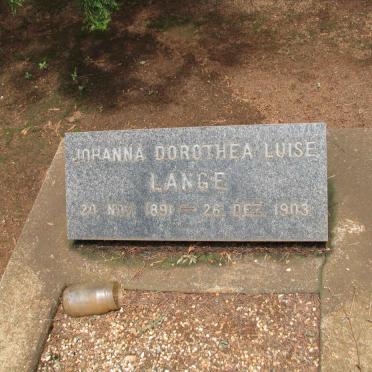 JOHANNA DOROTHEA LUISE
LANGE
20 NOV 1891 — 26 DEZ. 1903